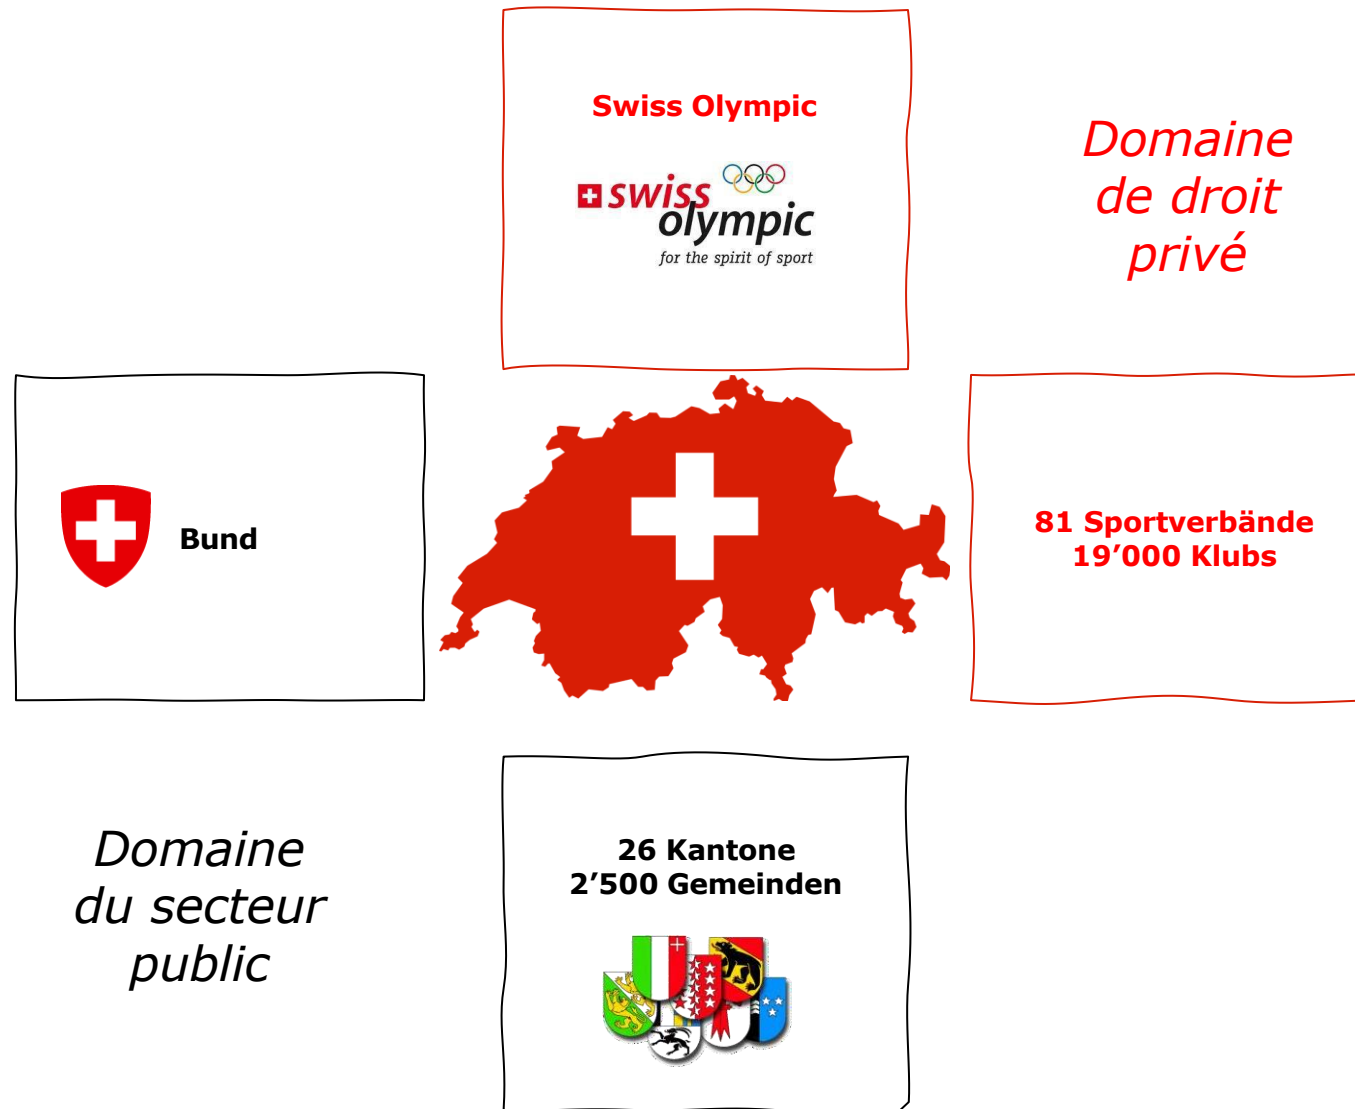 Swiss Olympic
swiss
olympic
for the spirit of sport
Domaine
de droit
privé
Bund
81 Sportverbände
19’000 Klubs
Domaine
du secteur
public
26 Kantone
2’500 Gemeinden